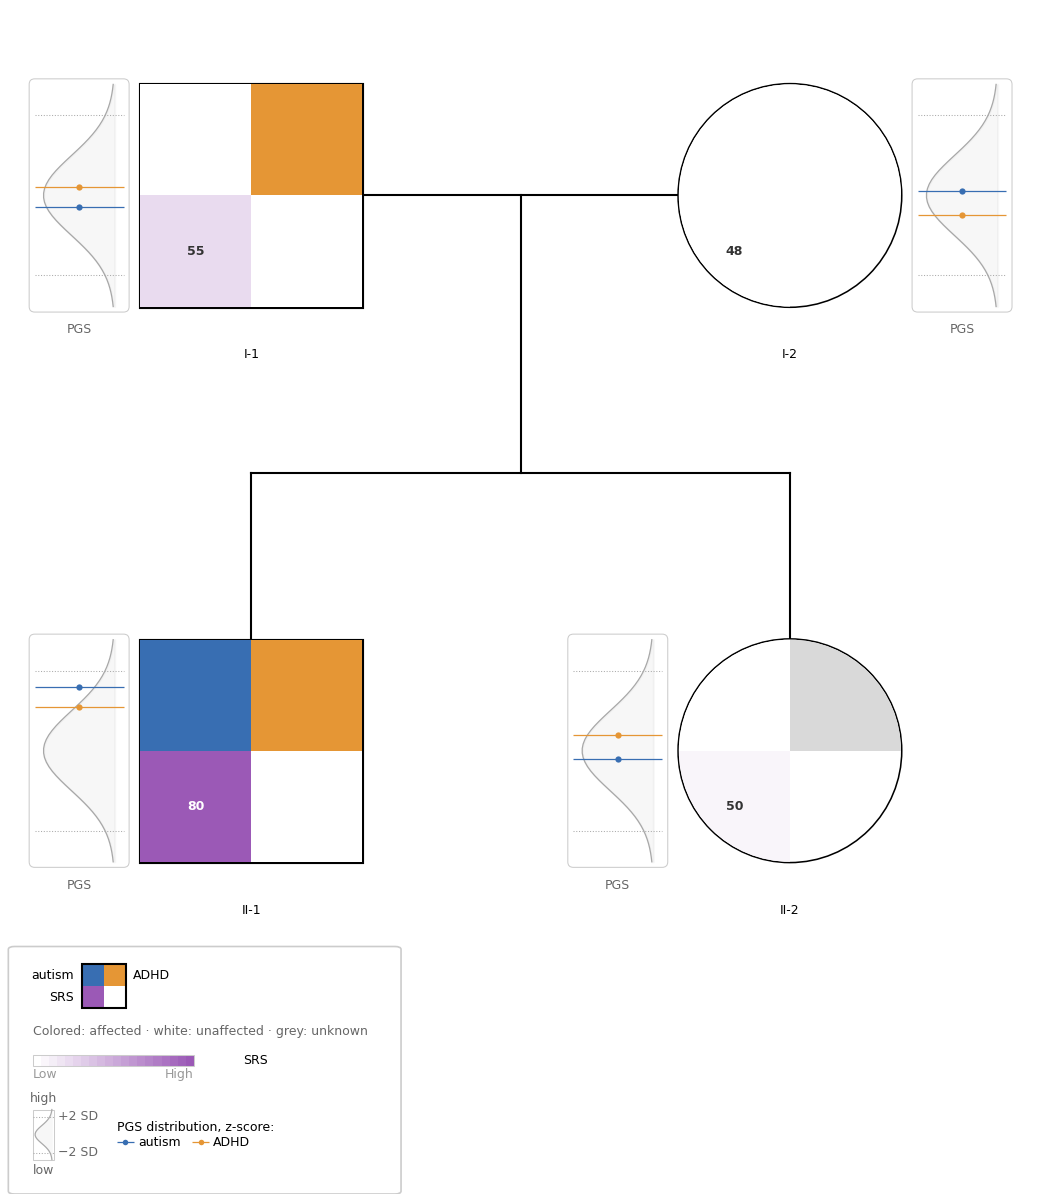 55
48
PGS
PGS
I-1
I-2
80
50
PGS
PGS
II-1
II-2
autism
ADHD
SRS
Colored: affected · white: unaffected · grey: unknown
SRS
Low
High
high
+2 SD
PGS distribution, z-score:
autism
ADHD
−2 SD
low